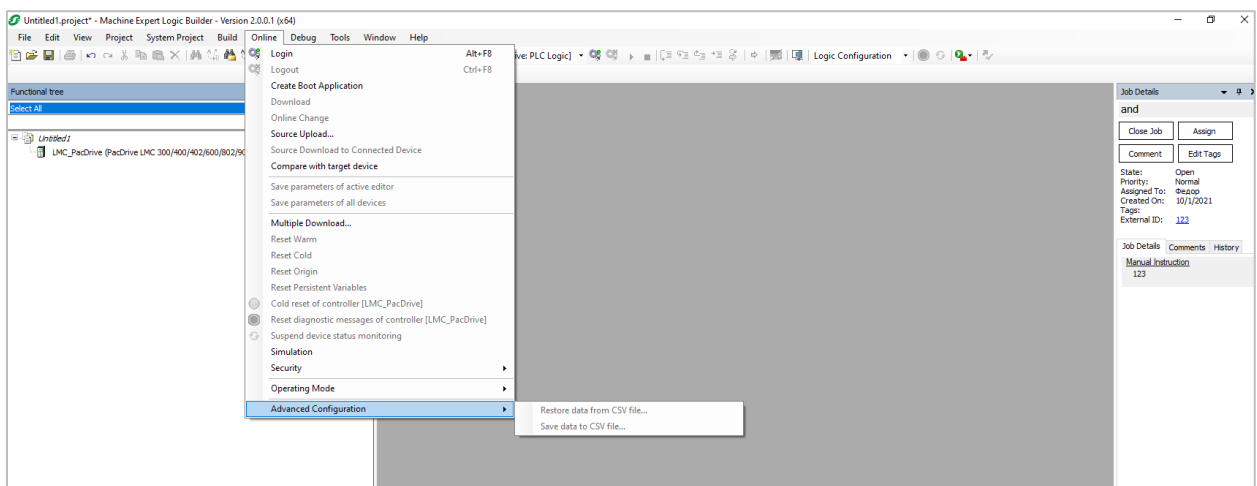 Untitled1.project* - Machine Expert Logic Builder - Version 2.0.0.1 (x64)
File Edit View Project System Project Build Online Debug Tools Window Help
ive: PLC Logic] Logic Configuration
Functional tree
Select All
Untitled1
LMC_PacDrive (PacDrive LMC 300/400/402/600/802/90
Login Alt+F8
Logout Ctrl+F8
Create Boot Application
Download
Online Change
Source Upload...
Source Download to Connected Device
Compare with target device
Save parameters of active editor
Save parameters of all devices
Multiple Download...
Reset Warm
Reset Cold
Reset Origin
Reset Persistent Variables
Cold reset of controller [LMC_PacDrive]
Reset diagnostic messages of controller [LMC_PacDrive]
Suspend device status monitoring
Simulation
Security
Operating Mode
Advanced Configuration
Restore data from CSV file...
Save data to CSV file...
Job Details
and
Close Job Assign
Comment Edit Tags
State: Open
Priority: Normal
Assigned To: Федор
Created On: 10/1/2021
Tags:
External ID: 123
Job Details Comments History
Manual Instruction
123